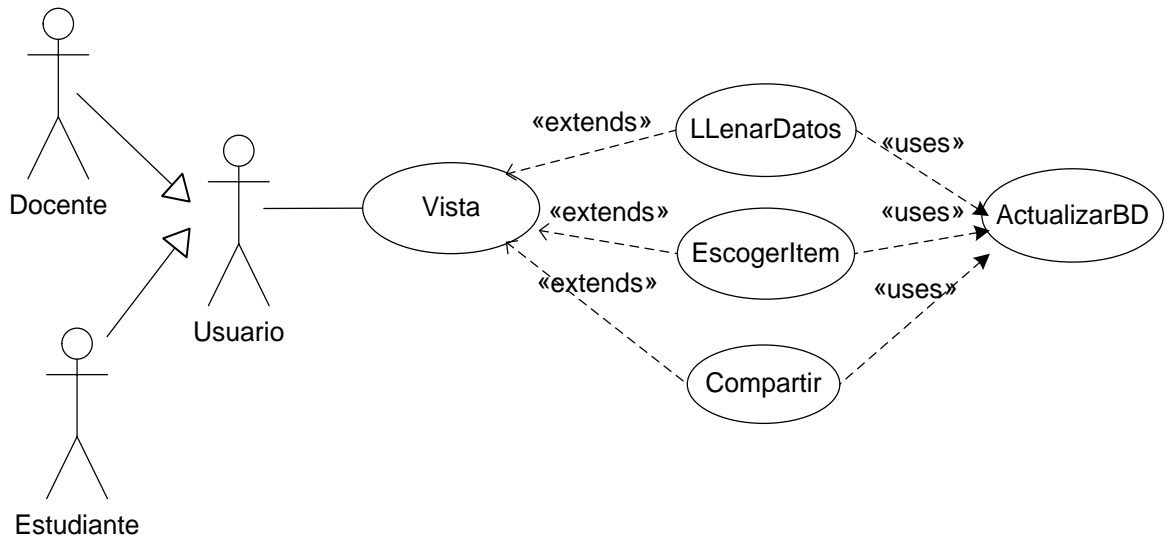 Docente
Estudiante
Usuario
Vista
«extends»
«extends»
«extends»
LLenarDatos
EscogerItem
Compartir
«uses»
«uses»
«uses»
ActualizarBD